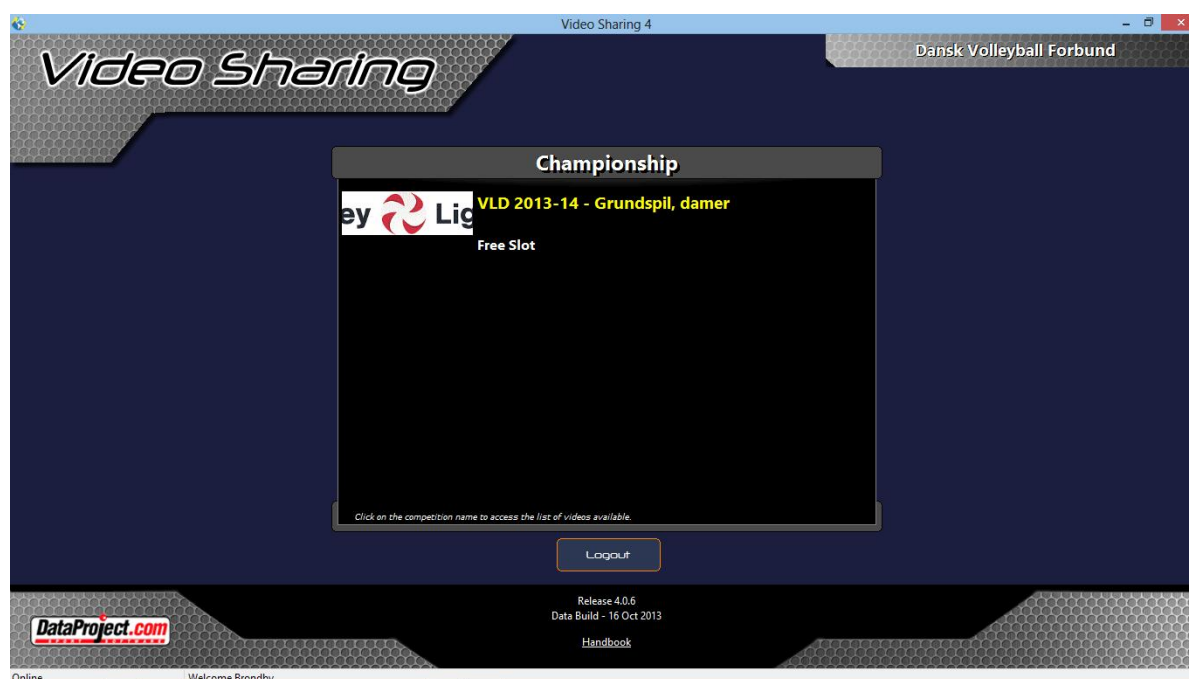 Video Sharing 4
Video Sharing
Dansk Volleyball Forbund
Championship
ey Lig
VLD 2013-14 - Grundspil, damer
Free Slot
Click on the competition name to access the list of videos available.
Logout
Release 4.0.6
Data Build - 16 Oct 2013
Handbook
DataProject.com
SPORT SOFTWARE
Online Welcome Brondby